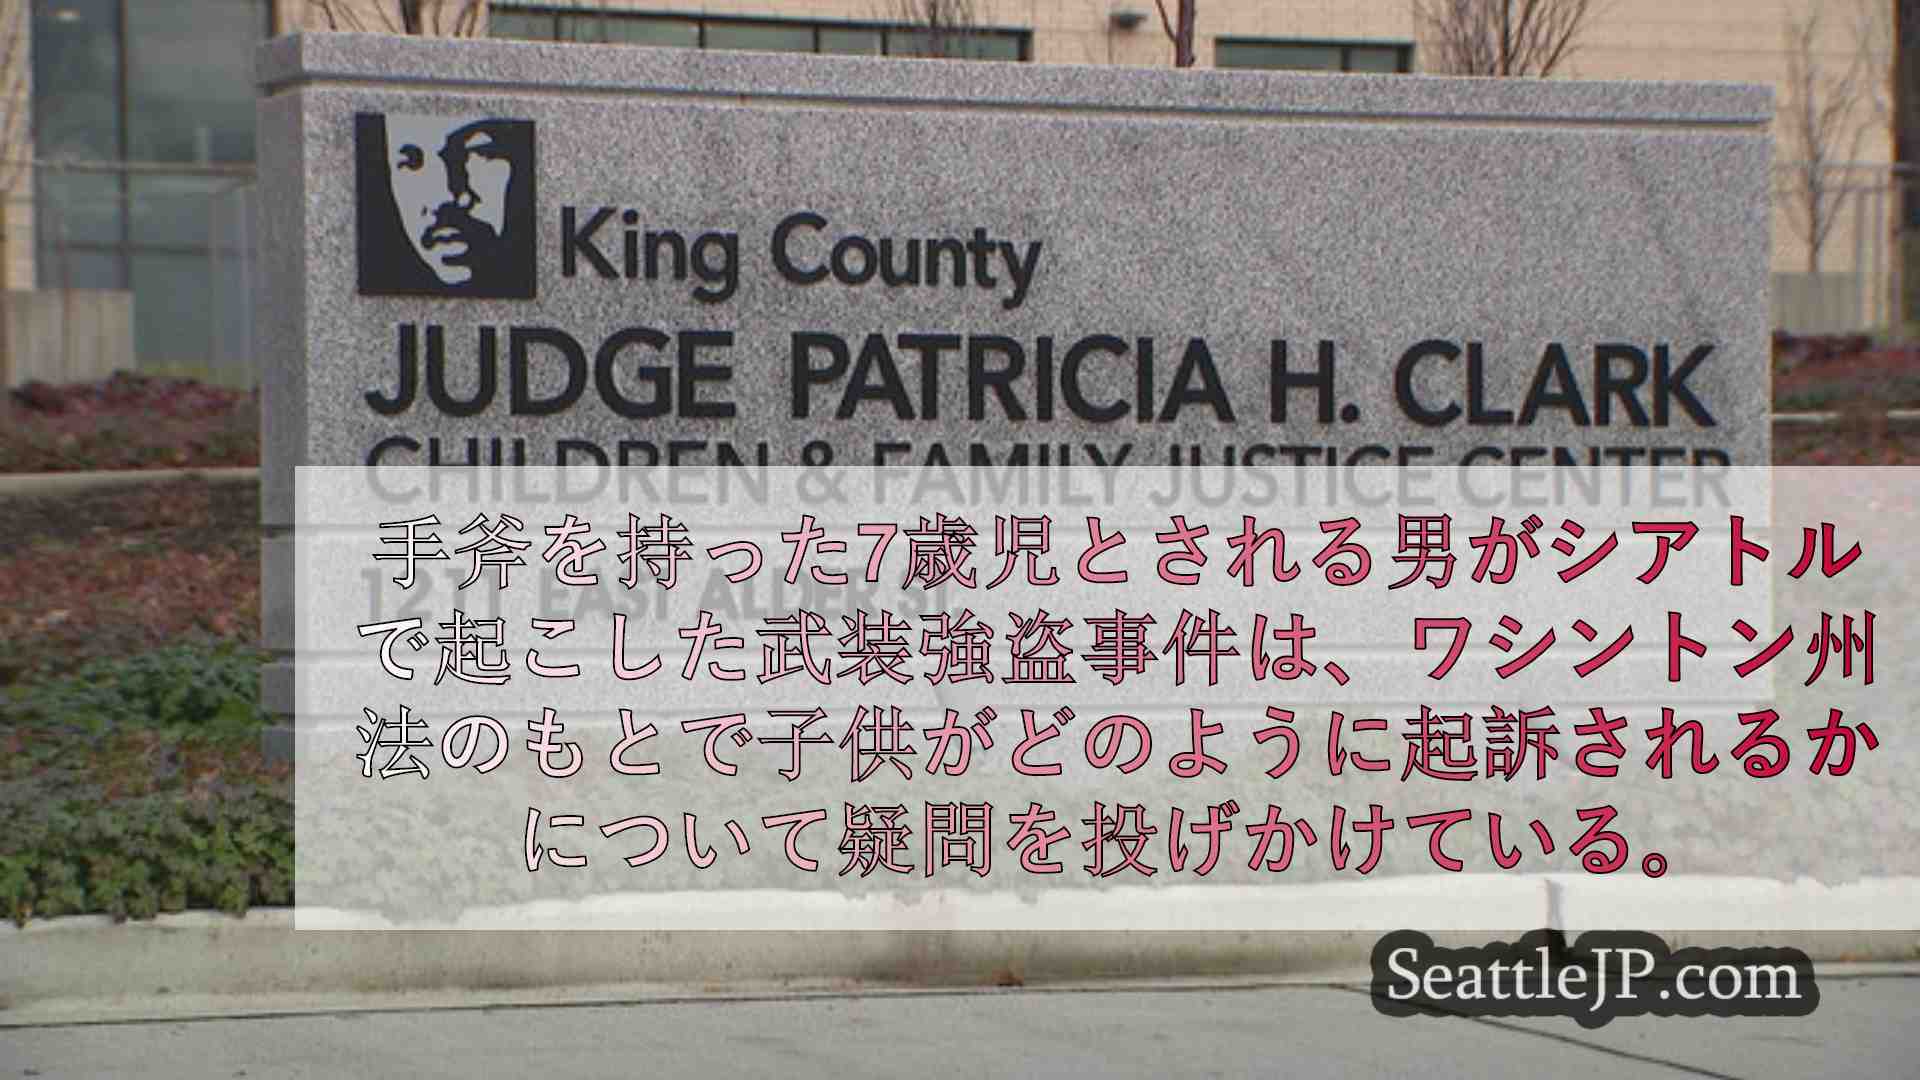 King County
JUDGE PATRICIA H. CLARK
CHILDREN & FAMILY JUSTICE CENTER
1211 EAST ALDER ST.
手斧を持った7歳児とされる男がシアトル
で起こした武装強盗事件は、ワシントン州
法のもとで子供がどのように起訴されるか
について疑問を投げかけている。
SeattleJP.com